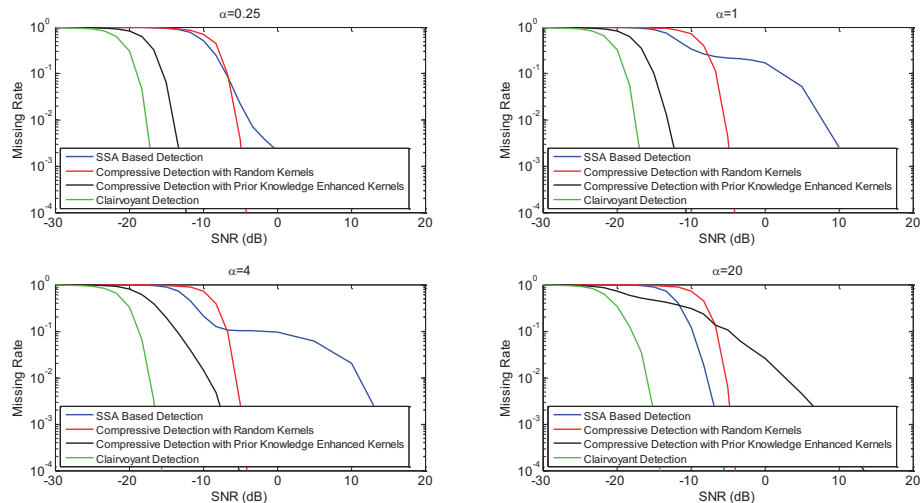 α=0.25
Missing Rate
10^0
10^-1
10^-2
10^-3
10^-4
SSA Based Detection
Compressive Detection with Random Kernels
Compressive Detection with Prior Knowledge Enhanced Kernels
Clairvoyant Detection
-30 -20 -10 0 10 20
SNR (dB)
α=1
Missing Rate
10^0
10^-1
10^-2
10^-3
10^-4
SSA Based Detection
Compressive Detection with Random Kernels
Compressive Detection with Prior Knowledge Enhanced Kernels
Clairvoyant Detection
-30 -20 -10 0 10 20
SNR (dB)
α=4
Missing Rate
10^0
10^-1
10^-2
10^-3
10^-4
SSA Based Detection
Compressive Detection with Random Kernels
Compressive Detection with Prior Knowledge Enhanced Kernels
Clairvoyant Detection
-30 -20 -10 0 10 20
SNR (dB)
α=20
Missing Rate
10^0
10^-1
10^-2
10^-3
10^-4
SSA Based Detection
Compressive Detection with Random Kernels
Compressive Detection with Prior Knowledge Enhanced Kernels
Clairvoyant Detection
-30 -20 -10 0 10 20
SNR (dB)